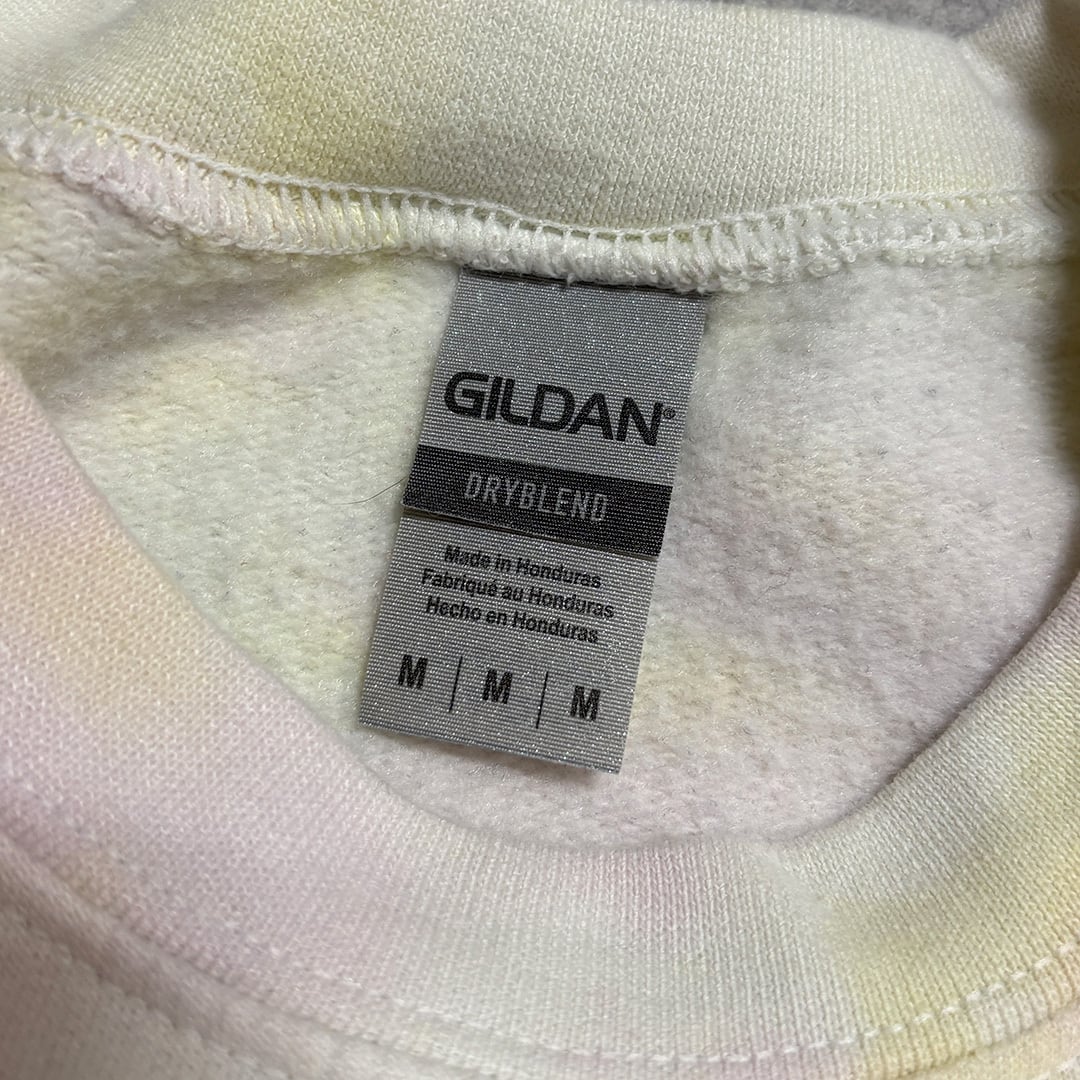 GILDAN®
DRYBLEND
Made in Honduras
Fabriqué au Honduras
Hecho en Honduras
M | M | M